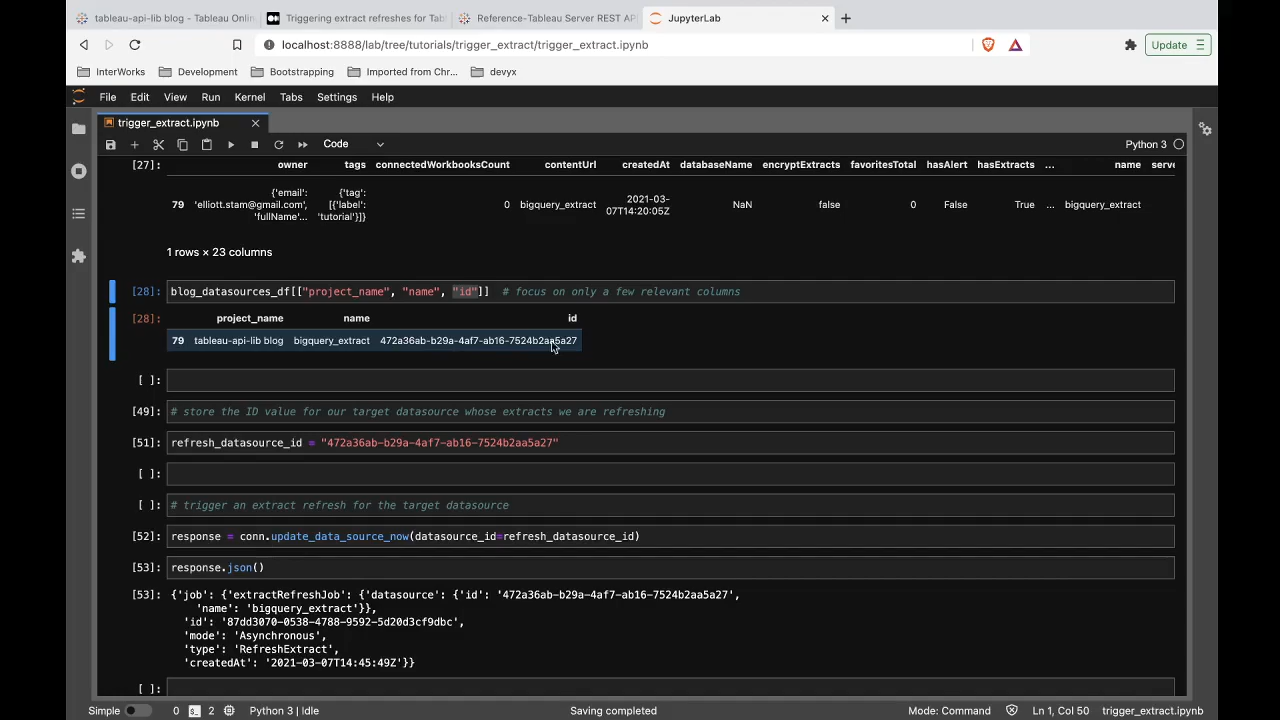 tableau-api-lib blog - Tableau Onlin
Triggering extract refreshes for Tab
Reference-Tableau Server REST API
JupyterLab
localhost:8888/lab/tree/tutorials/trigger_extract/trigger_extract.ipynb
Update
InterWorks
Development
Bootstrapping
Imported from Chr...
devyx
File Edit View Run Kernel Tabs Settings Help
trigger_extract.ipynb
Code
Python 3
[27]: owner tags connectedWorkbooksCount contentUrl createdAt databaseName encryptExtracts favoritesTotal hasAlert hasExtracts ... name serve
{'email': {'tag': 2021-03-
79 'elliott.stam@gmail.com', [{'label': 0 bigquery_extract 07T14:20:05Z NaN false 0 False True ... bigquery_extract
'fullName'... 'tutorial'}]}
1 rows × 23 columns
[28]: blog_datasources_df[["project_name", "name", "id"]] # focus on only a few relevant columns
[28]: project_name name id
79 tableau-api-lib blog bigquery_extract 472a36ab-b29a-4af7-ab16-7524b2aa5a27
[ ]:
[49]: # store the ID value for our target datasource whose extracts we are refreshing
[51]: refresh_datasource_id = "472a36ab-b29a-4af7-ab16-7524b2aa5a27"
[ ]:
[ ]: # trigger an extract refresh for the target datasource
[52]: response = conn.update_data_source_now(datasource_id=refresh_datasource_id)
[53]: response.json()
[53]: {'job': {'extractRefreshJob': {'datasource': {'id': '472a36ab-b29a-4af7-ab16-7524b2aa5a27',
'name': 'bigquery_extract'}},
'id': '87dd3070-0538-4788-9592-5d20d3cf9dbc',
'mode': 'Asynchronous',
'type': 'RefreshExtract',
'createdAt': '2021-03-07T14:45:49Z'}}
[ ]:
Simple 0 2 Python 3 | Idle Saving completed Mode: Command Ln 1, Col 50 trigger_extract.ipynb